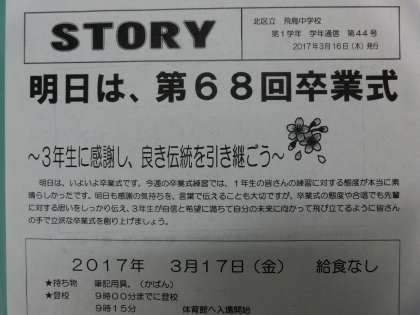 STORY
北区立 飛鳥中学校
第1学年 学年通信 第44号
2017年3月16日(木)発行
明日は、第68回卒業式
~3年生に感謝し、良き伝統を引き継ごう~
明日は、いよいよ卒業式です。今週の卒業式練習では、1年生の皆さんの練習に対する態度が本当に素
晴らしかったです。明日も感謝の気持ちを、言葉で伝えることも大切ですが、卒業式の態度や合唱でも先輩
に対する思いをしっかり伝え、3年生が自信と希望に満ちて自分の未来に向かって飛び立てるように皆さん
の手で立派な卒業式を創り上げましょう。
2017年 3月17日(金) 給食なし
★持ち物 筆記用具、(かばん)
★登校 9時00分までに登校
9時15分 体育館へ入場開始